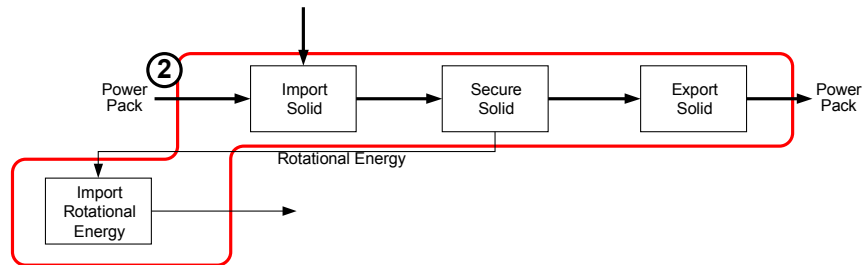 2
Power
Pack
Import
Solid
Secure
Solid
Export
Solid
Power
Pack
Rotational Energy
Import
Rotational
Energy